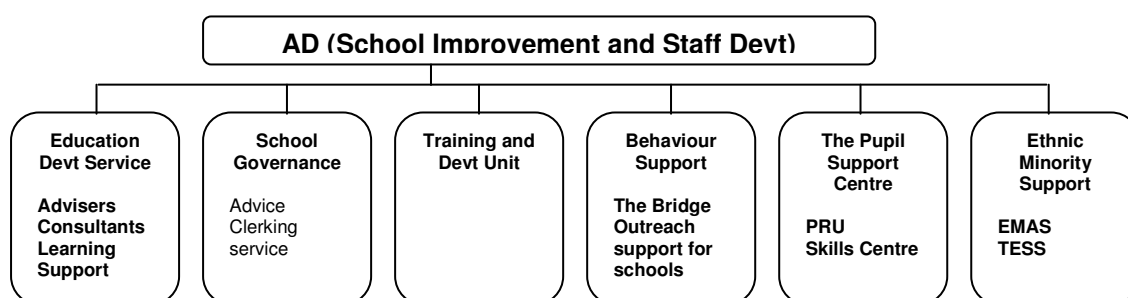 AD (School Improvement and Staff Devt)
Education
Devt Service
Advisers
Consultants
Learning
Support
School
Governance
Advice
Clerking
service
Training and
Devt Unit
Behaviour
Support
The Bridge
Outreach
support for
schools
The Pupil
Support
Centre
PRU
Skills Centre
Ethnic
Minority
Support
EMAS
TESS